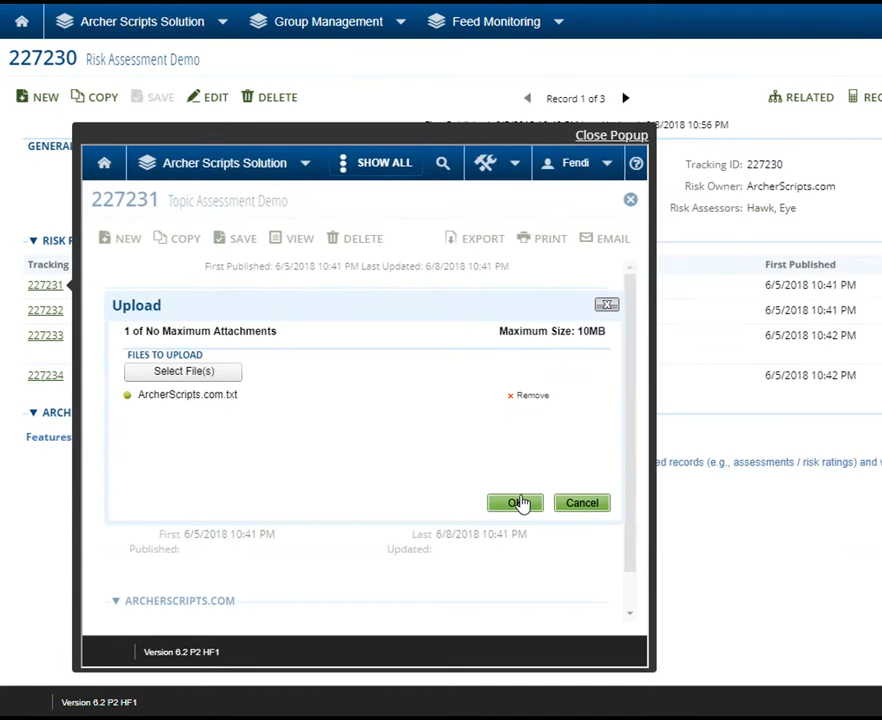 Archer Scripts Solution Group Management Feed Monitoring
227230 Risk Assessment Demo
NEW COPY SAVE EDIT DELETE Record 1 of 3 RELATED
8/2018 10:56 PM
Close Popup
GENERA
Tracking ID: 227230
Risk Owner: ArcherScripts.com
Risk Assessors: Hawk, Eye
Archer Scripts Solution SHOW ALL Fendi
227231 Topic Assessment Demo
NEW COPY SAVE VIEW DELETE EXPORT PRINT EMAIL
First Published: 6/5/2018 10:41 PM Last Updated: 6/8/2018 10:41 PM
RISK
Tracking First Published
227231 6/5/2018 10:41 PM
227232 6/5/2018 10:41 PM
227233 6/5/2018 10:42 PM
227234 6/5/2018 10:42 PM
ARCH
Features
ed records (e.g., assessments / risk ratings) and
Upload X
1 of No Maximum Attachments Maximum Size: 10MB
FILES TO UPLOAD
Select File(s)
ArcherScripts.com.txt x Remove
Cancel
First Published: 6/5/2018 10:41 PM Last Updated: 6/8/2018 10:41 PM
ARCHERSCRIPTS.COM
Version 6.2 P2 HF1
Version 6.2 P2 HF1